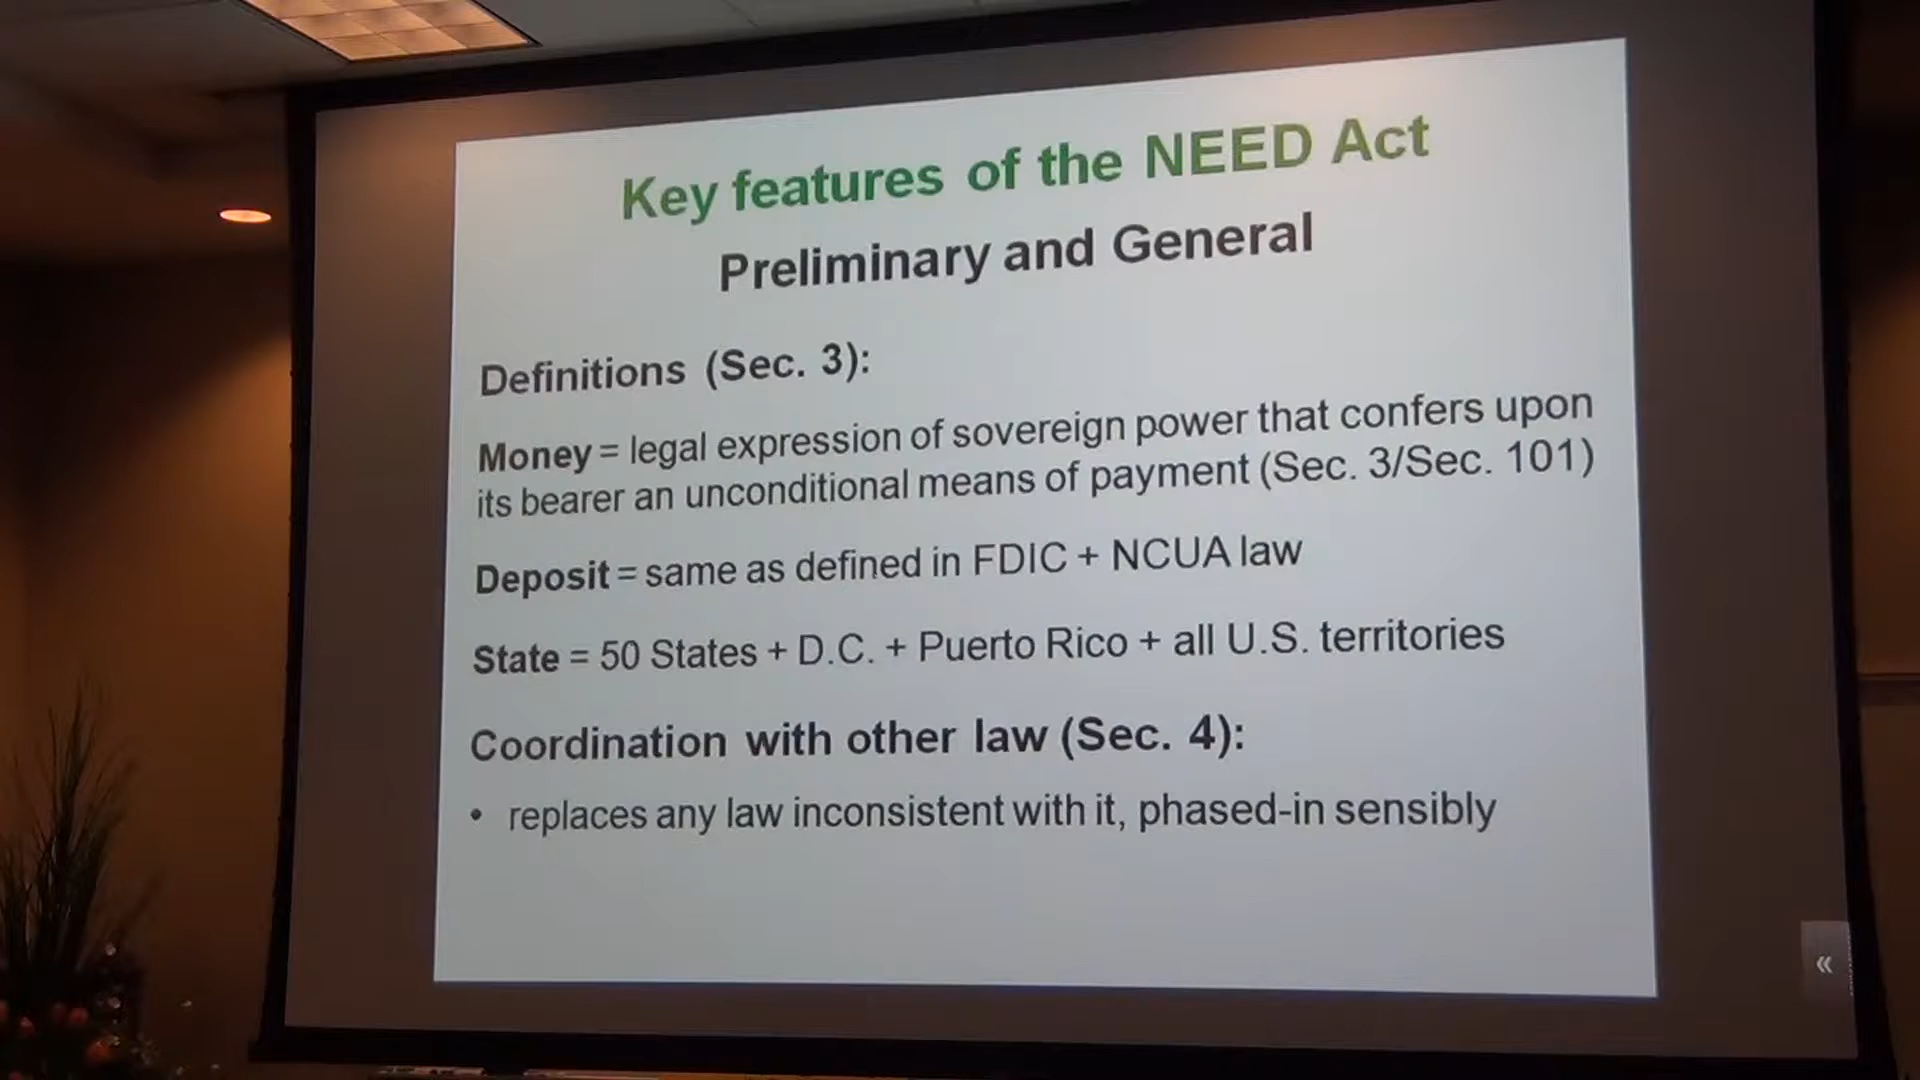 Key features of the NEED Act
Preliminary and General
Definitions (Sec. 3):
Money = legal expression of sovereign power that confers upon
its bearer an unconditional means of payment (Sec. 3/Sec. 101)
Deposit = same as defined in FDIC + NCUA law
State = 50 States + D.C. + Puerto Rico + all U.S. territories
Coordination with other law (Sec. 4):
• replaces any law inconsistent with it, phased-in sensibly
«